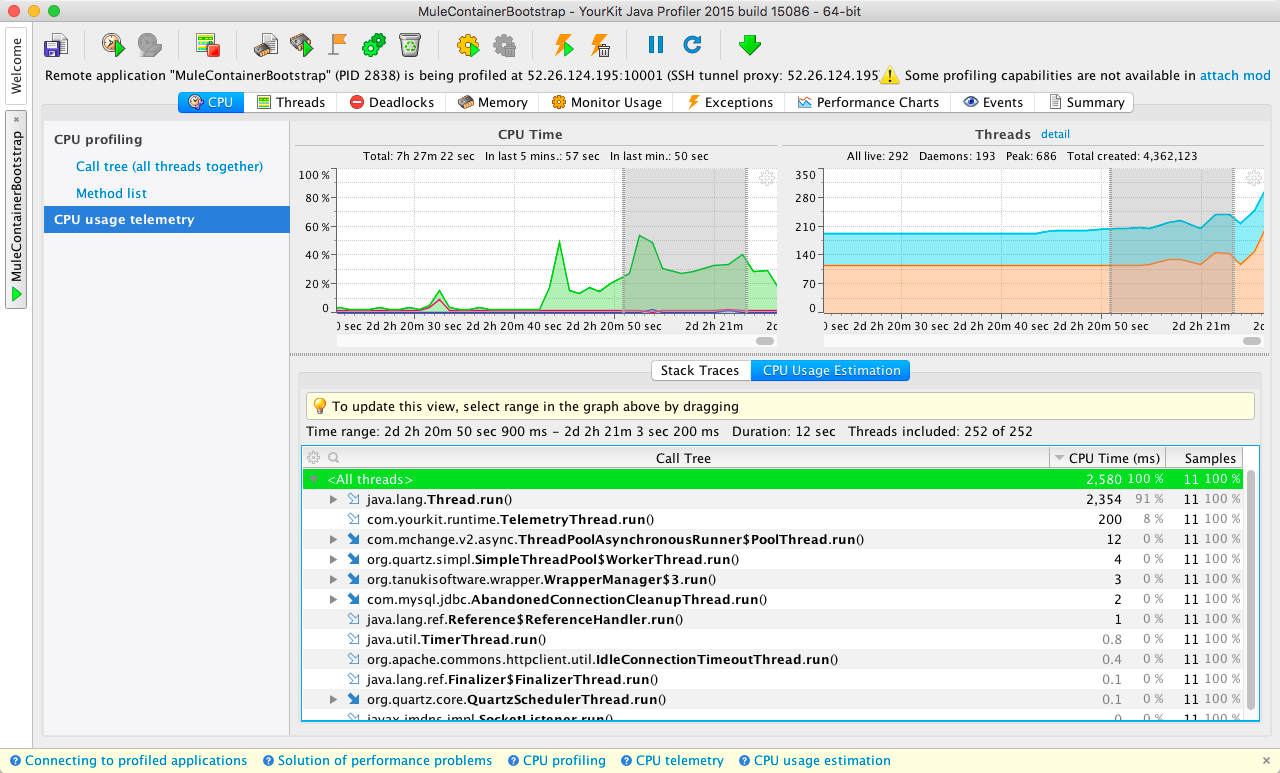 MuleContainerBootstrap - YourKit Java Profiler 2015 build 15086 - 64-bit
Welcome
MuleContainerBootstrap
Remote application "MuleContainerBootstrap" (PID 2838) is being profiled at 52.26.124.195:10001 (SSH tunnel proxy: 52.26.124.195 Some profiling capabilities are not available in attach mod
CPU Threads Deadlocks Memory Monitor Usage Exceptions Performance Charts Events Summary
CPU profiling
Call tree (all threads together)
Method list
CPU usage telemetry
CPU Time
Total: 7h 27m 22 sec In last 5 mins.: 57 sec In last min.: 50 sec
100 %
80 %
60 %
40 %
20 %
0
0 sec 2d 2h 20m 30 sec 2d 2h 20m 40 sec 2d 2h 20m 50 sec 2d 2h 21m 2d
Threads detail
All live: 292 Daemons: 193 Peak: 686 Total created: 4,362,123
350
280
210
140
70
0
0 sec 2d 2h 20m 30 sec 2d 2h 20m 40 sec 2d 2h 20m 50 sec 2d 2h 21m 2d
Stack Traces CPU Usage Estimation
To update this view, select range in the graph above by dragging
Time range: 2d 2h 20m 50 sec 900 ms - 2d 2h 21m 3 sec 200 ms Duration: 12 sec Threads included: 252 of 252
Call Tree CPU Time (ms) Samples
<All threads> 2,580 100 % 11 100 %
java.lang.Thread.run() 2,354 91 % 11 100 %
com.yourkit.runtime.TelemetryThread.run() 200 8 % 11 100 %
com.mchange.v2.async.ThreadPoolAsynchronousRunner$PoolThread.run() 12 0 % 11 100 %
org.quartz.simpl.SimpleThreadPool$WorkerThread.run() 4 0 % 11 100 %
org.tanukisoftware.wrapper.WrapperManager$3.run() 3 0 % 11 100 %
com.mysql.jdbc.AbandonedConnectionCleanupThread.run() 2 0 % 11 100 %
java.lang.ref.Reference$ReferenceHandler.run() 1 0 % 11 100 %
java.util.TimerThread.run() 0.8 0 % 11 100 %
org.apache.commons.httpclient.util.IdleConnectionTimeoutThread.run() 0.4 0 % 11 100 %
java.lang.ref.Finalizer$FinalizerThread.run() 0.1 0 % 11 100 %
org.quartz.core.QuartzSchedulerThread.run() 0.1 0 % 11 100 %
javax.jmdns.impl.SocketListener.run() 0 0 % 11 100 %
Connecting to profiled applications Solution of performance problems CPU profiling CPU telemetry CPU usage estimation